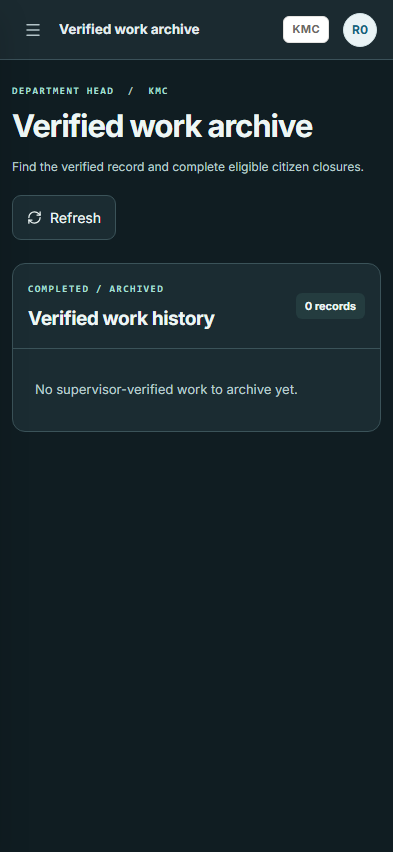 Verified work archive
KMC
RO
DEPARTMENT HEAD / KMC
Verified work archive
Find the verified record and complete eligible citizen closures.
Refresh
COMPLETED / ARCHIVED
Verified work history
0 records
No supervisor-verified work to archive yet.